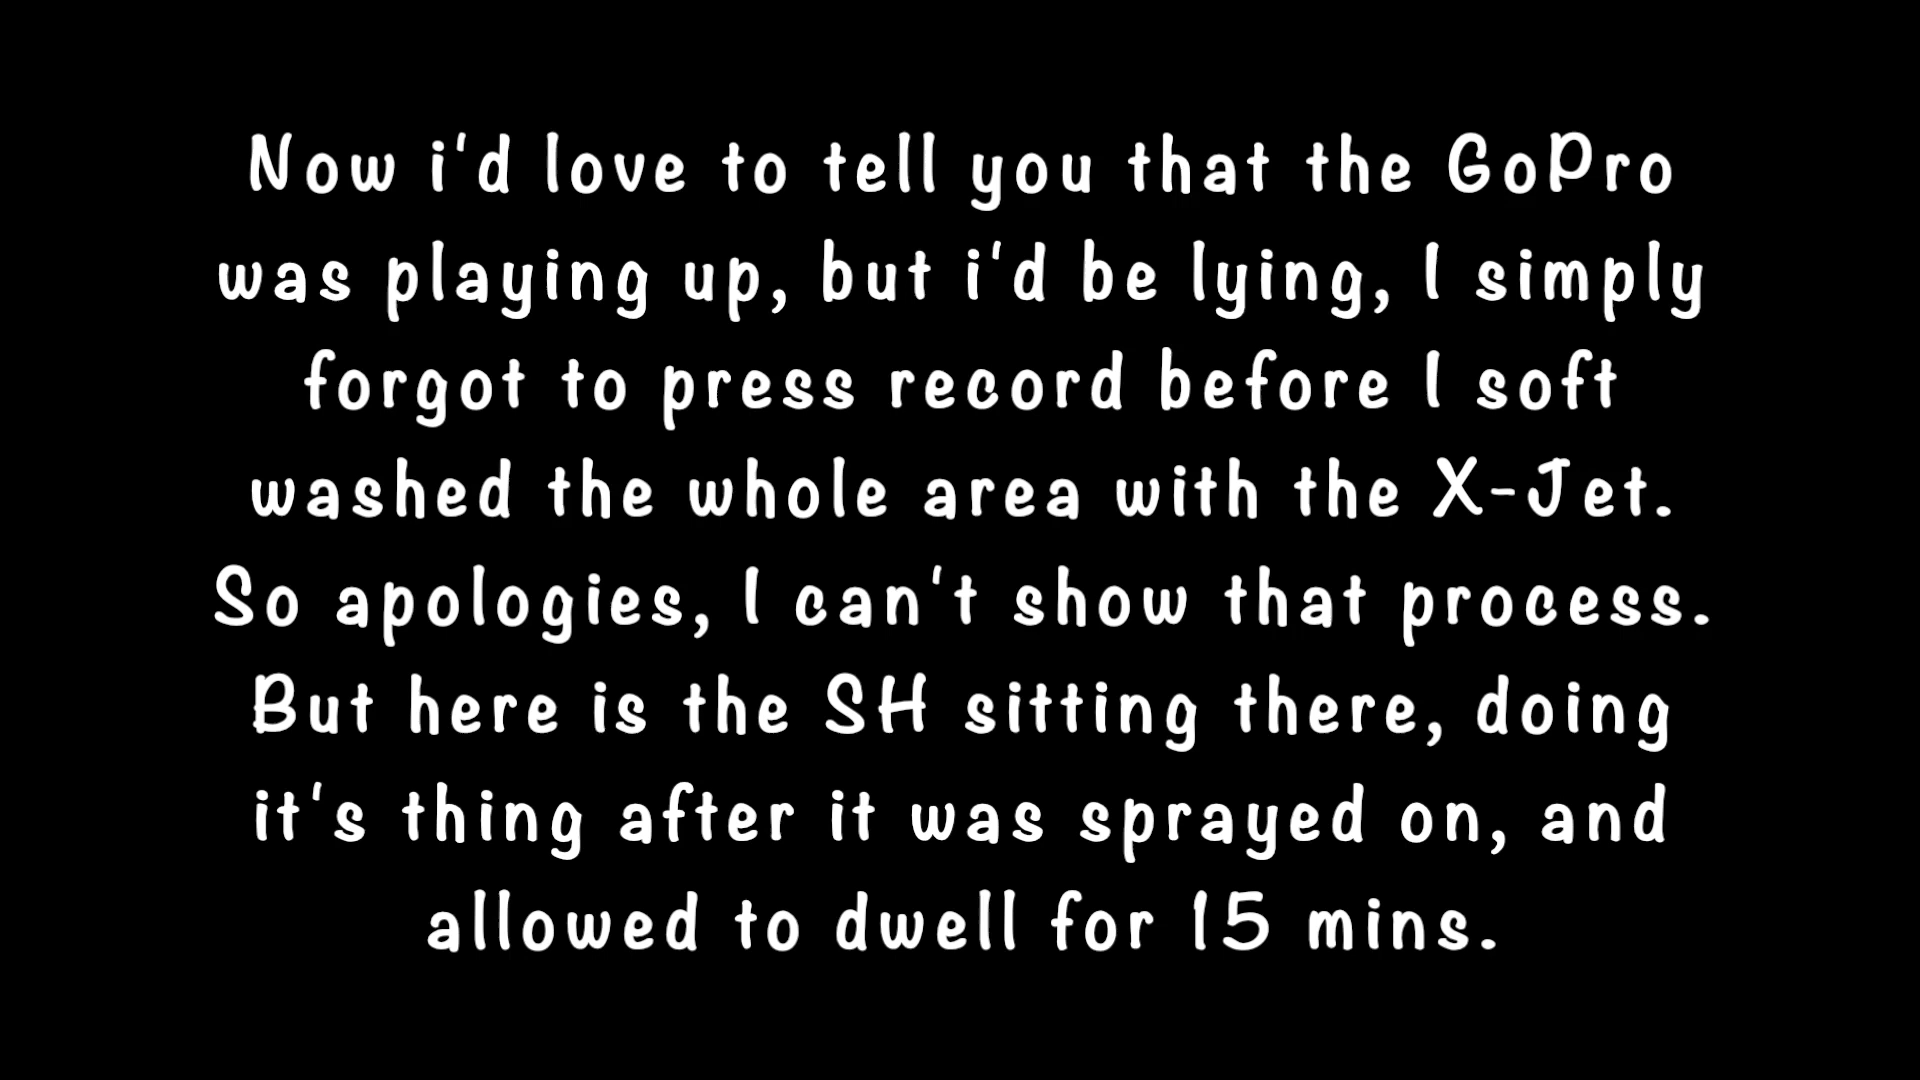 Now i'd love to tell you that the GoPro
was playing up, but i'd be lying, I simply
forgot to press record before I soft
washed the whole area with the X-Jet.
So apologies, I can't show that process.
But here is the SH sitting there, doing
it's thing after it was sprayed on, and
allowed to dwell for 15 mins.